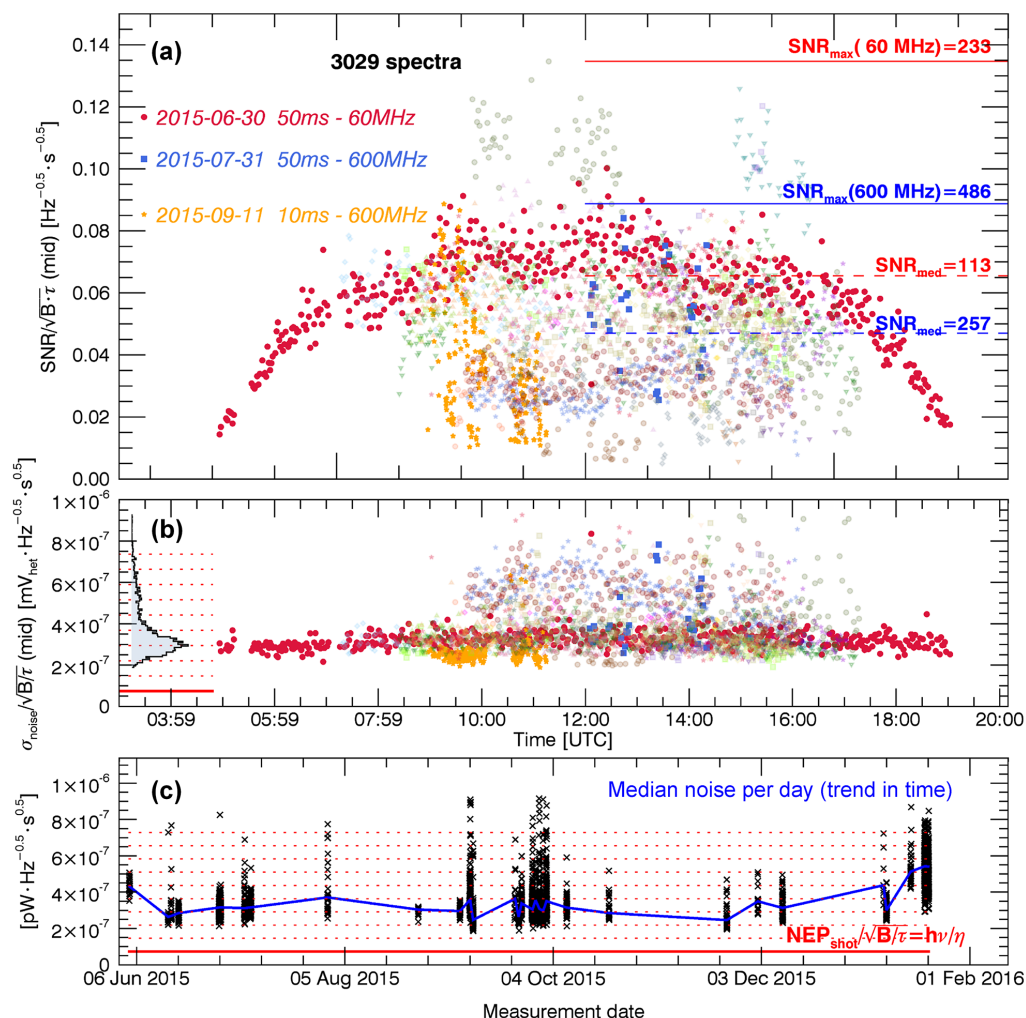 (a)
3029 spectra
SNRmax( 60 MHz)=233
2015-06-30 50ms - 60MHz
2015-07-31 50ms - 600MHz
2015-09-11 10ms - 600MHz
SNRmax(600 MHz)=486
SNRmed=113
SNRmed=257
SNR/√B·τ (mid) [Hz⁻⁰·⁵·s⁻⁰·⁵]
0.14
0.12
0.10
0.08
0.06
0.04
0.02
0.00
(b)
σnoise/√B/τ (mid) [mVhet·Hz⁻⁰·⁵·s⁰·⁵]
1×10⁻⁶
8×10⁻⁷
6×10⁻⁷
4×10⁻⁷
2×10⁻⁷
0
03:59 05:59 07:59 10:00 12:00 14:00 16:00 18:00 20:00
Time [UTC]
(c)
Median noise per day (trend in time)
[pW·Hz⁻⁰·⁵·s⁰·⁵]
1×10⁻⁶
8×10⁻⁷
6×10⁻⁷
4×10⁻⁷
2×10⁻⁷
0
NEPshot/√B/τ=hν/η
06 Jun 2015 05 Aug 2015 04 Oct 2015 03 Dec 2015 01 Feb 2016
Measurement date